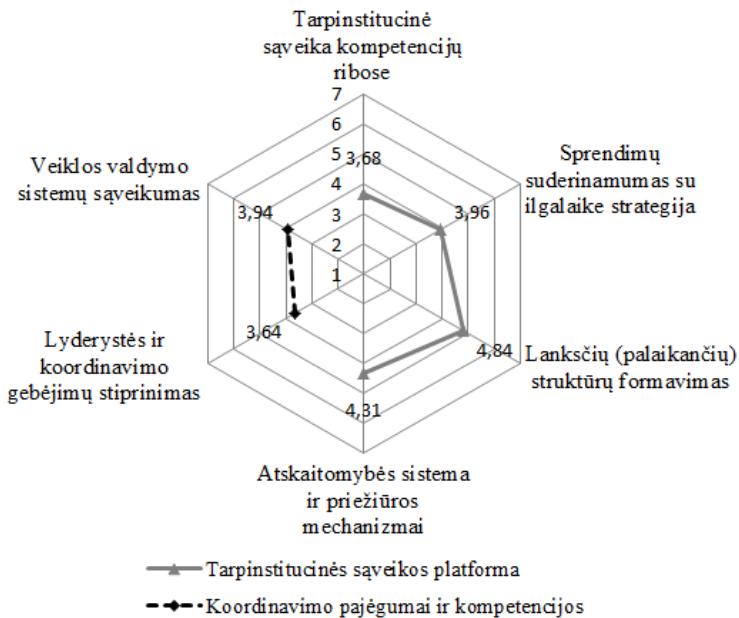 Tarpinstitucinė
sąveika kompetencijų
ribose
7
6
5
3,68
4
3
2
1
Sprendimų
suderinamumas su
ilgalaike strategija
3,96
Veiklos valdymo
sistemų sąveikumas
3,94
Lyderystės ir
koordinavimo
gebėjimų stiprinimas
3,64
4,84
Lanksčių (palaikančių)
struktūrų formavimas
4,31
Atskaitomybės sistema
ir priežiūros
mechanizmai
Tarpinstitucinės sąveikos platforma
Koordinavimo pajėgumai ir kompetencijos